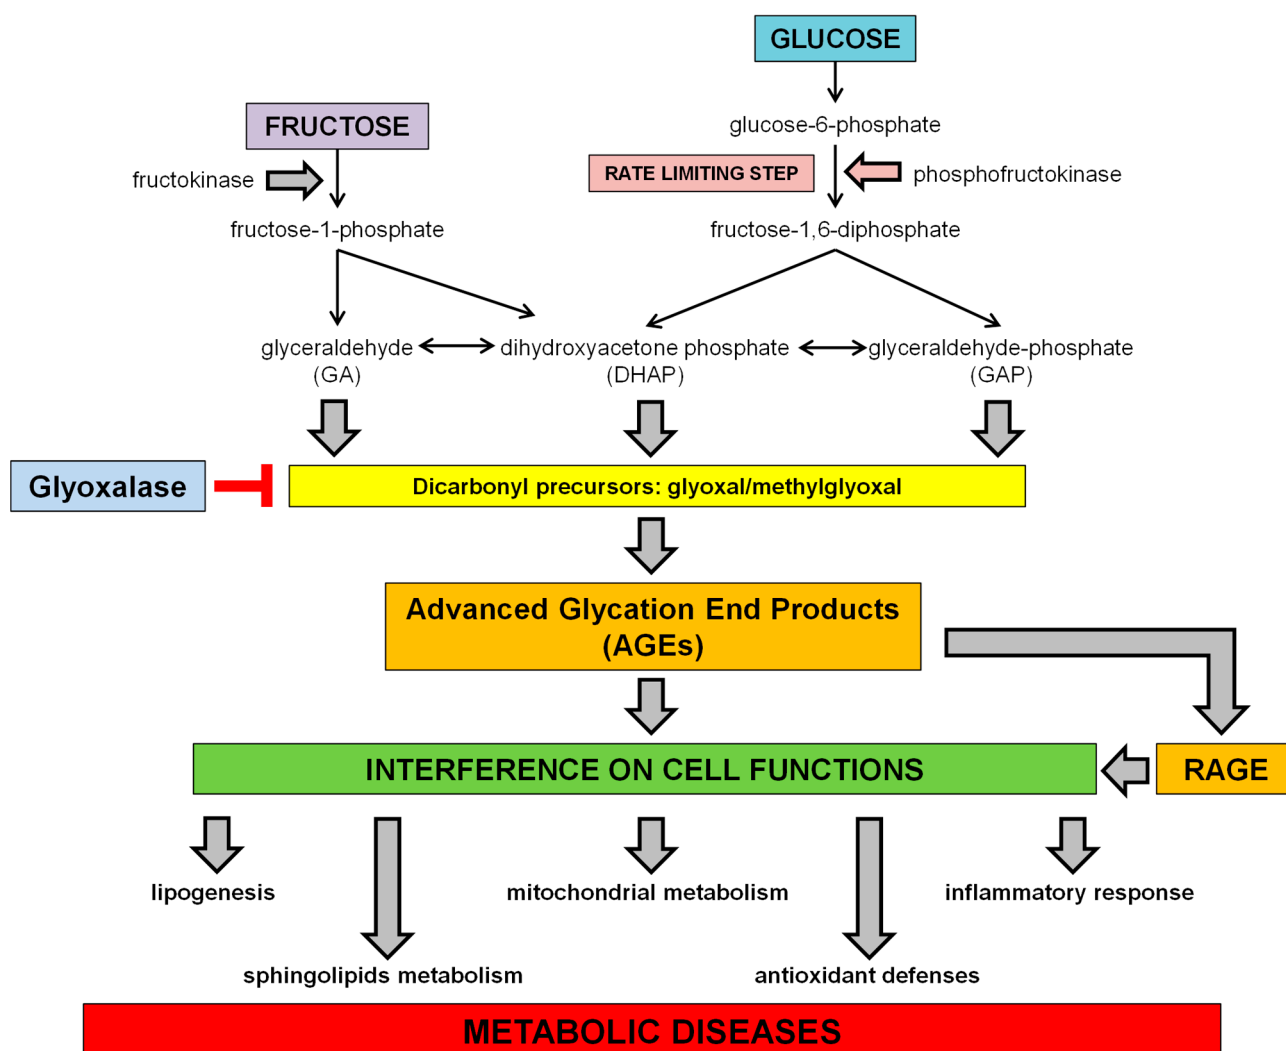 GLUCOSE
FRUCTOSE
glucose-6-phosphate
fructokinase
RATE LIMITING STEP
phosphofructokinase
fructose-1-phosphate
fructose-1,6-diphosphate
glyceraldehyde
(GA)
dihydroxyacetone phosphate
(DHAP)
glyceraldehyde-phosphate
(GAP)
Glyoxalase
Dicarbonyl precursors: glyoxal/methylglyoxal
Advanced Glycation End Products
(AGEs)
INTERFERENCE ON CELL FUNCTIONS
RAGE
lipogenesis
mitochondrial metabolism
inflammatory response
sphingolipids metabolism
antioxidant defenses
METABOLIC DISEASES